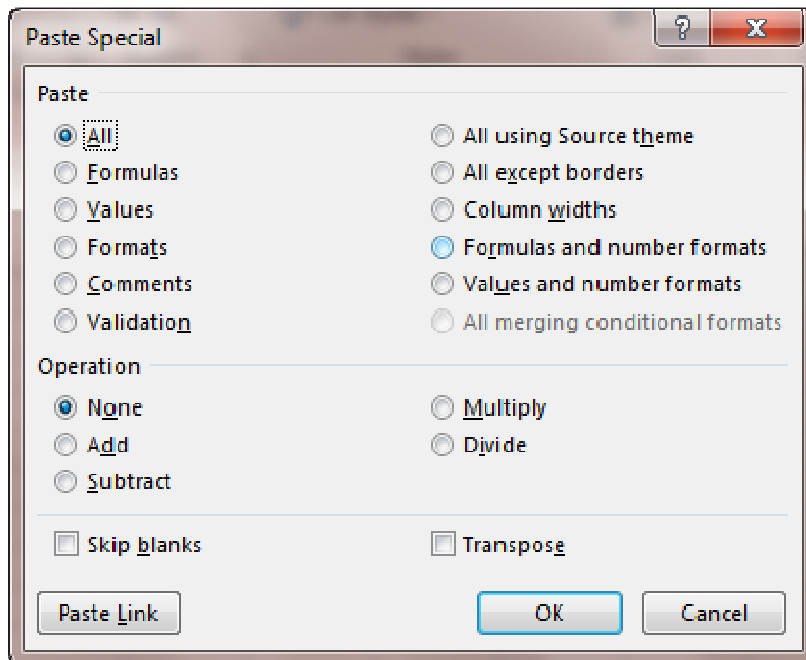 Paste Special
Paste
All
All using Source theme
Formulas
All except borders
Values
Column widths
Formats
Formulas and number formats
Comments
Values and number formats
Validation
All merging conditional formats
Operation
None
Multiply
Add
Divide
Subtract
Skip blanks
Transpose
Paste Link
OK
Cancel